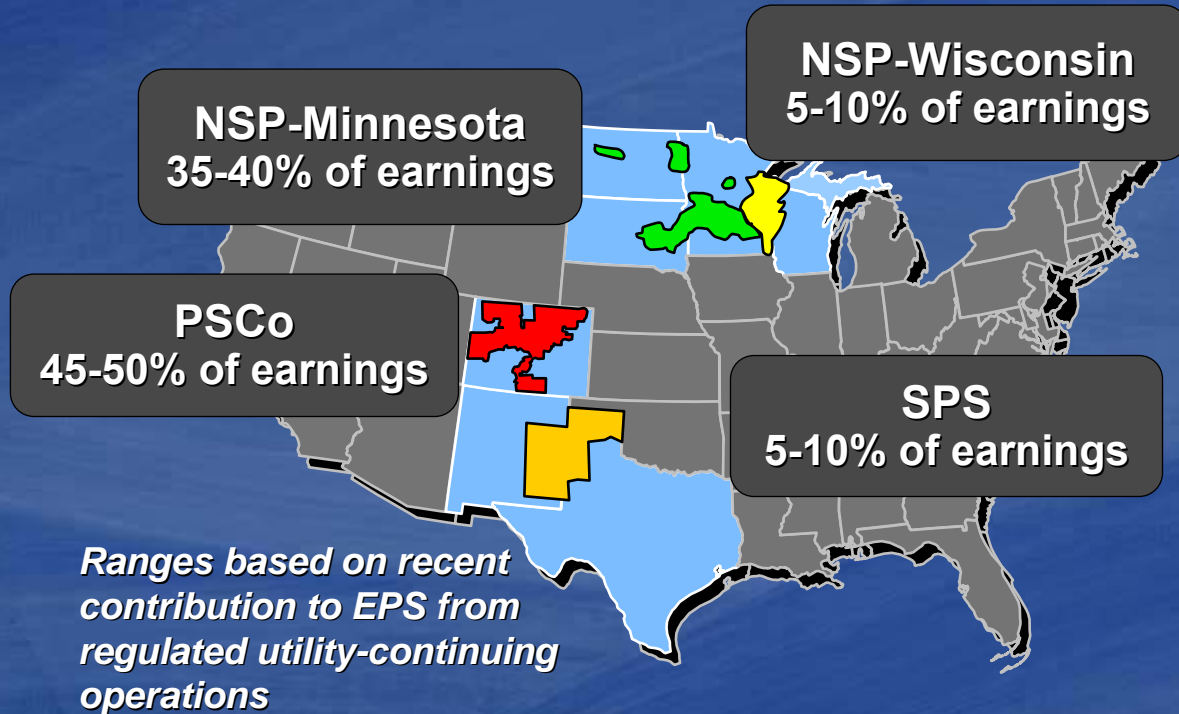 NSP-Wisconsin
5-10% of earnings
NSP-Minnesota
35-40% of earnings
PSCo
45-50% of earnings
SPS
5-10% of earnings
Ranges based on recent
contribution to EPS from
regulated utility-continuing
operations